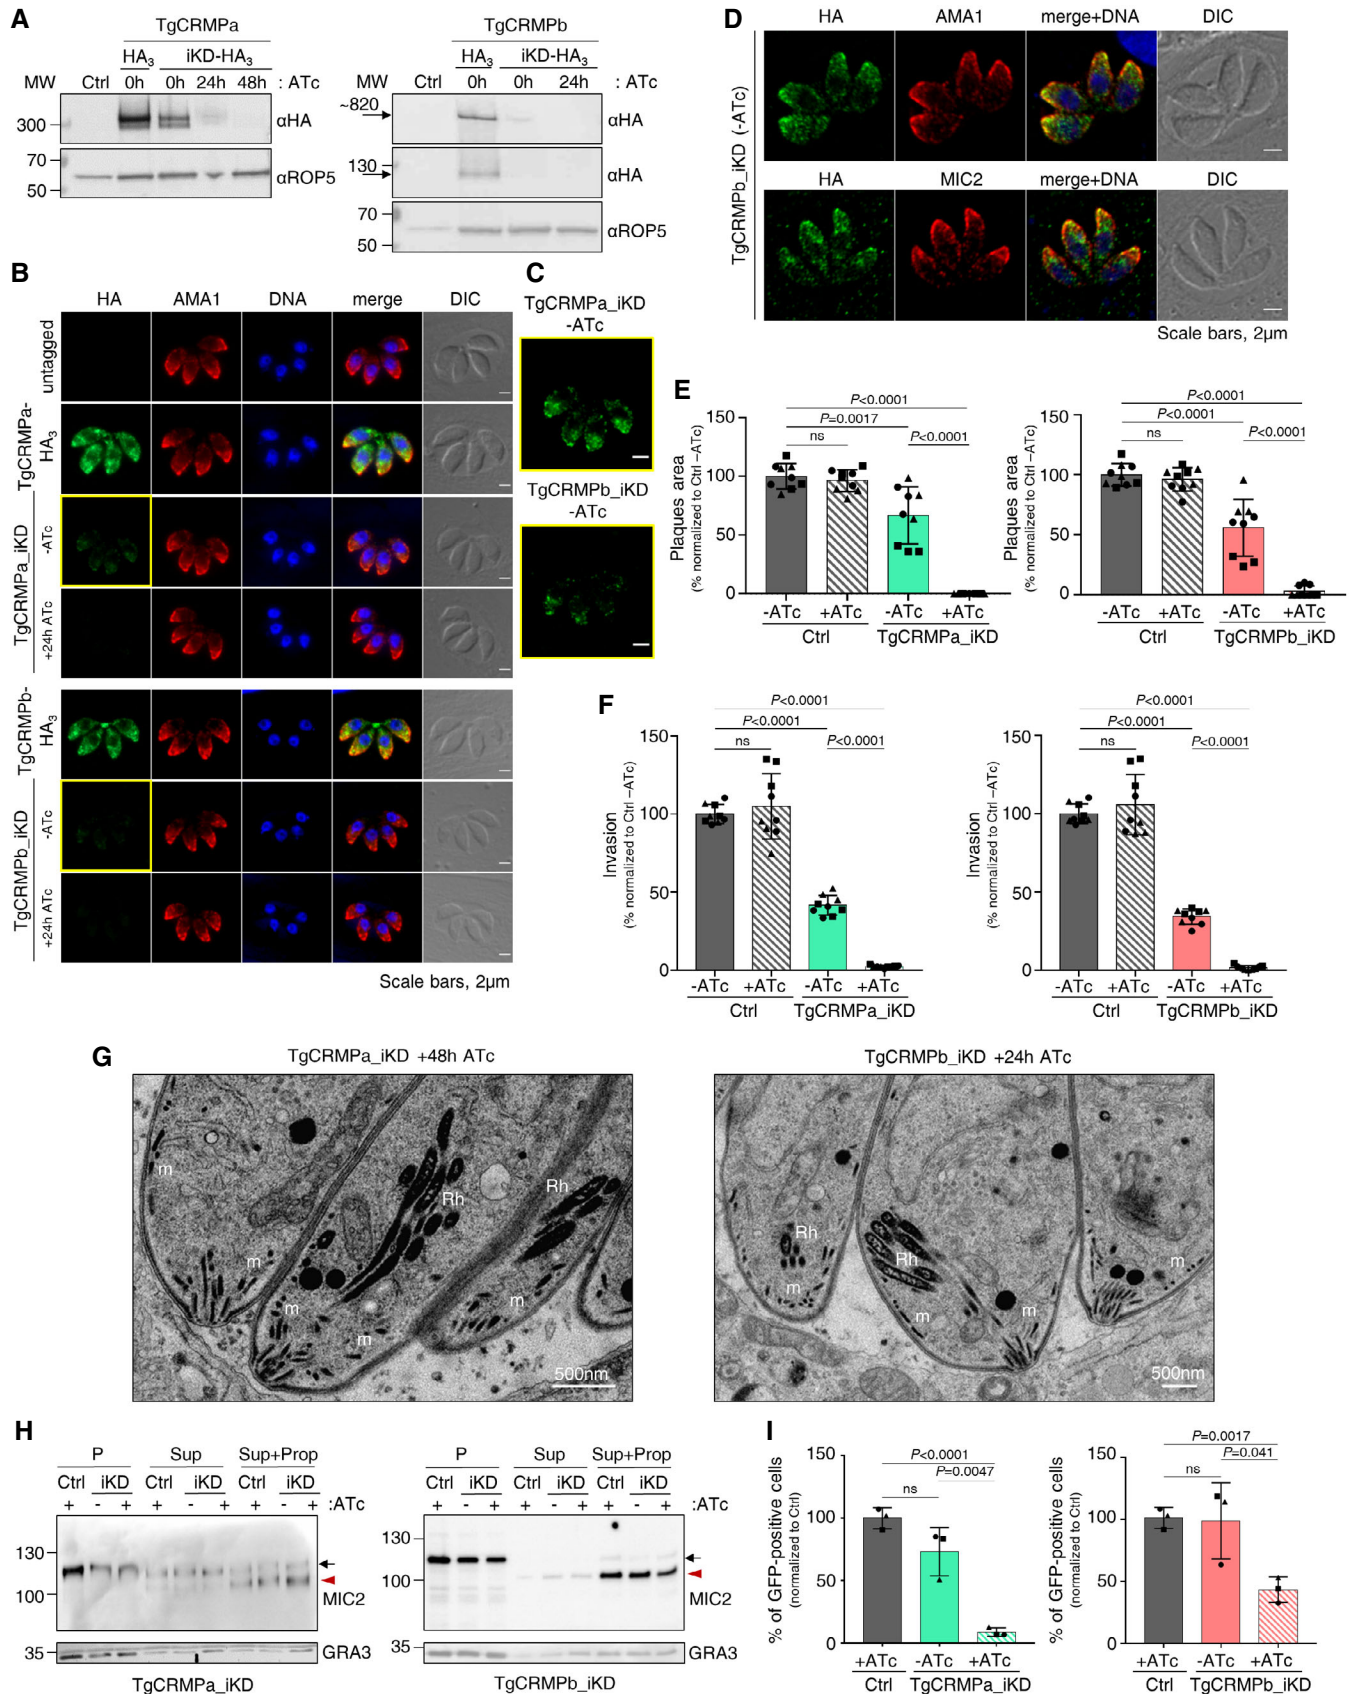 A
TgCRMPa
HA3 iKD-HA3
MW Ctrl 0h 0h 24h 48h : ATc
300 αHA
70
50 αROP5
TgCRMPb
HA3 iKD-HA3
MW Ctrl 0h 0h 24h : ATc
~820 αHA
130 αHA
70
50 αROP5
B
HA AMA1 DNA merge DIC
untagged
TgCRMPa-HA3
TgCRMPa_iKD
-ATc
+24h ATc
TgCRMPb-HA3
TgCRMPb_iKD
-ATc
+24h ATc
Scale bars, 2µm
C
TgCRMPa_iKD
-ATc
TgCRMPb_iKD
-ATc
D
TgCRMPb_iKD (-ATc)
HA AMA1 merge+DNA DIC
HA MIC2 merge+DNA DIC
Scale bars, 2µm
E
Plaques area
(% normalized to Ctrl –ATc)
150
100
50
0
P<0.0001
P=0.0017
ns P<0.0001
-ATc +ATc -ATc +ATc
Ctrl TgCRMPa_iKD
Plaques area
(% normalized to Ctrl –ATc)
150
100
50
0
P<0.0001
P<0.0001
ns P<0.0001
-ATc +ATc -ATc +ATc
Ctrl TgCRMPb_iKD
F
Invasion
(% normalized to Ctrl –ATc)
150
100
50
0
P<0.0001
P<0.0001
ns P<0.0001
-ATc +ATc -ATc +ATc
Ctrl TgCRMPa_iKD
Invasion
(% normalized to Ctrl –ATc)
150
100
50
0
P<0.0001
P<0.0001
ns P<0.0001
-ATc +ATc -ATc +ATc
Ctrl TgCRMPb_iKD
G
TgCRMPa_iKD +48h ATc
m
m
Rh
m
m
Rh
m
500nm
TgCRMPb_iKD +24h ATc
Rh
m
Rh
m
m
500nm
H
P Sup Sup+Prop
Ctrl iKD Ctrl iKD Ctrl iKD
+ - + + - + + - + :ATc
130
100
MIC2
35 GRA3
TgCRMPa_iKD
P Sup Sup+Prop
Ctrl iKD Ctrl iKD Ctrl iKD
+ - + + - + + - + :ATc
130
100
MIC2
35 GRA3
TgCRMPb_iKD
I
% of GFP-positive cells
(normalized to Ctrl)
150
100
50
0
P<0.0001
P=0.0047
ns
+ATc -ATc +ATc
Ctrl TgCRMPa_iKD
% of GFP-positive cells
(normalized to Ctrl)
150
100
50
0
P=0.0017
P=0.041
ns
+ATc -ATc +ATc
Ctrl TgCRMPb_iKD